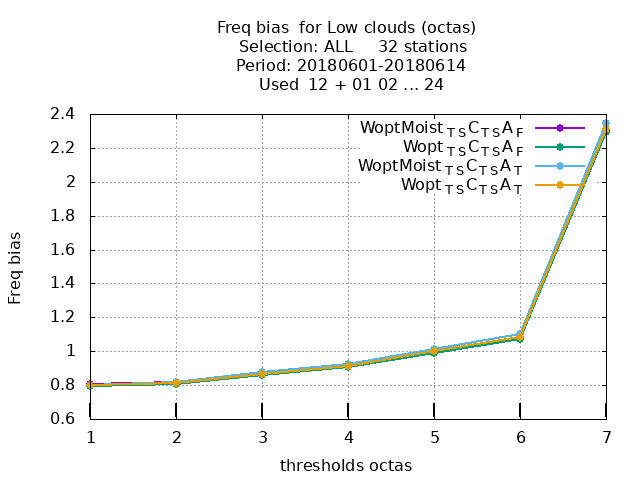 Freq bias  for Low clouds (octas)
Selection: ALL     32 stations
Period: 20180601-20180614
Used  12 + 01 02 ... 24
2.4
2.2
2
1.8
1.6
1.4
1.2
1
0.8
0.6
Freq bias
WoptMoist TS C TS A F
Wopt TS C TS A F
WoptMoist TS C TS A T
Wopt TS C TS A T
1 2 3 4 5 6 7
thresholds octas